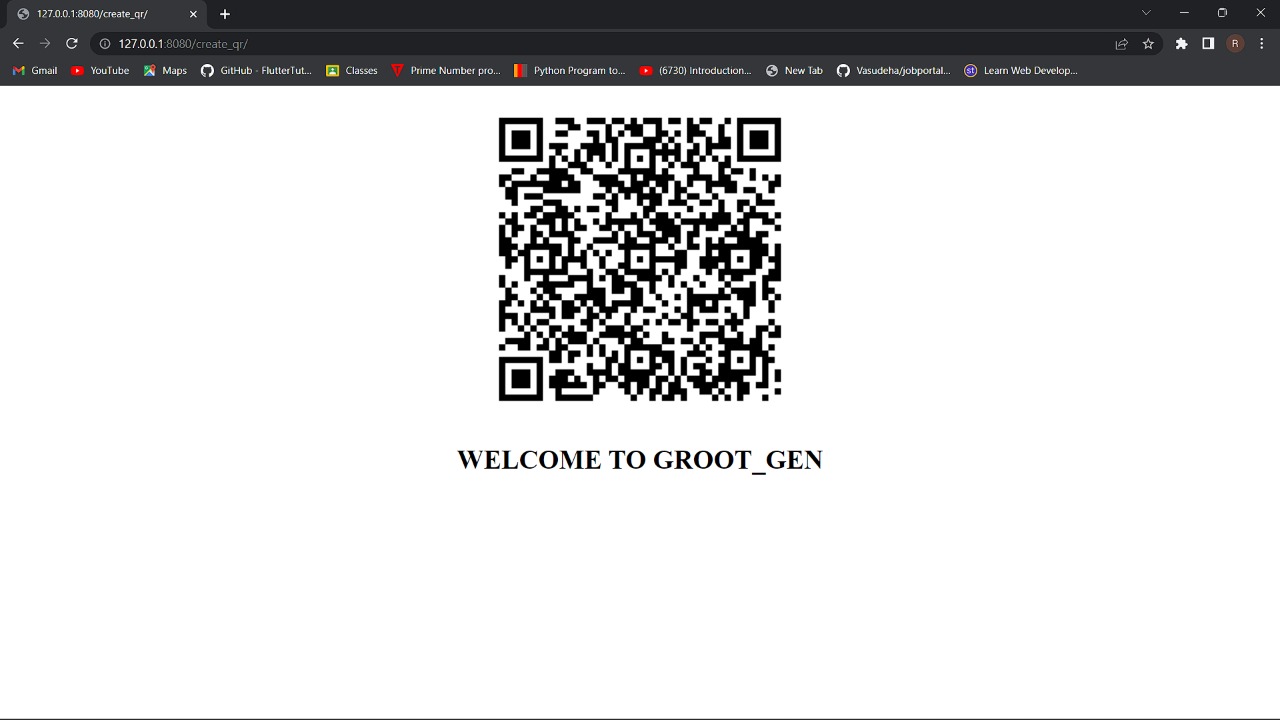 127.0.0.1:8080/create_qr/
127.0.0.1:8080/create_qr/
R
Gmail
YouTube
Maps
GitHub - FlutterTut...
Classes
Prime Number pro...
Python Program to...
(6730) Introduction...
New Tab
Vasudeha/jobportal...
st
Learn Web Develop...
WELCOME TO GROOT_GEN